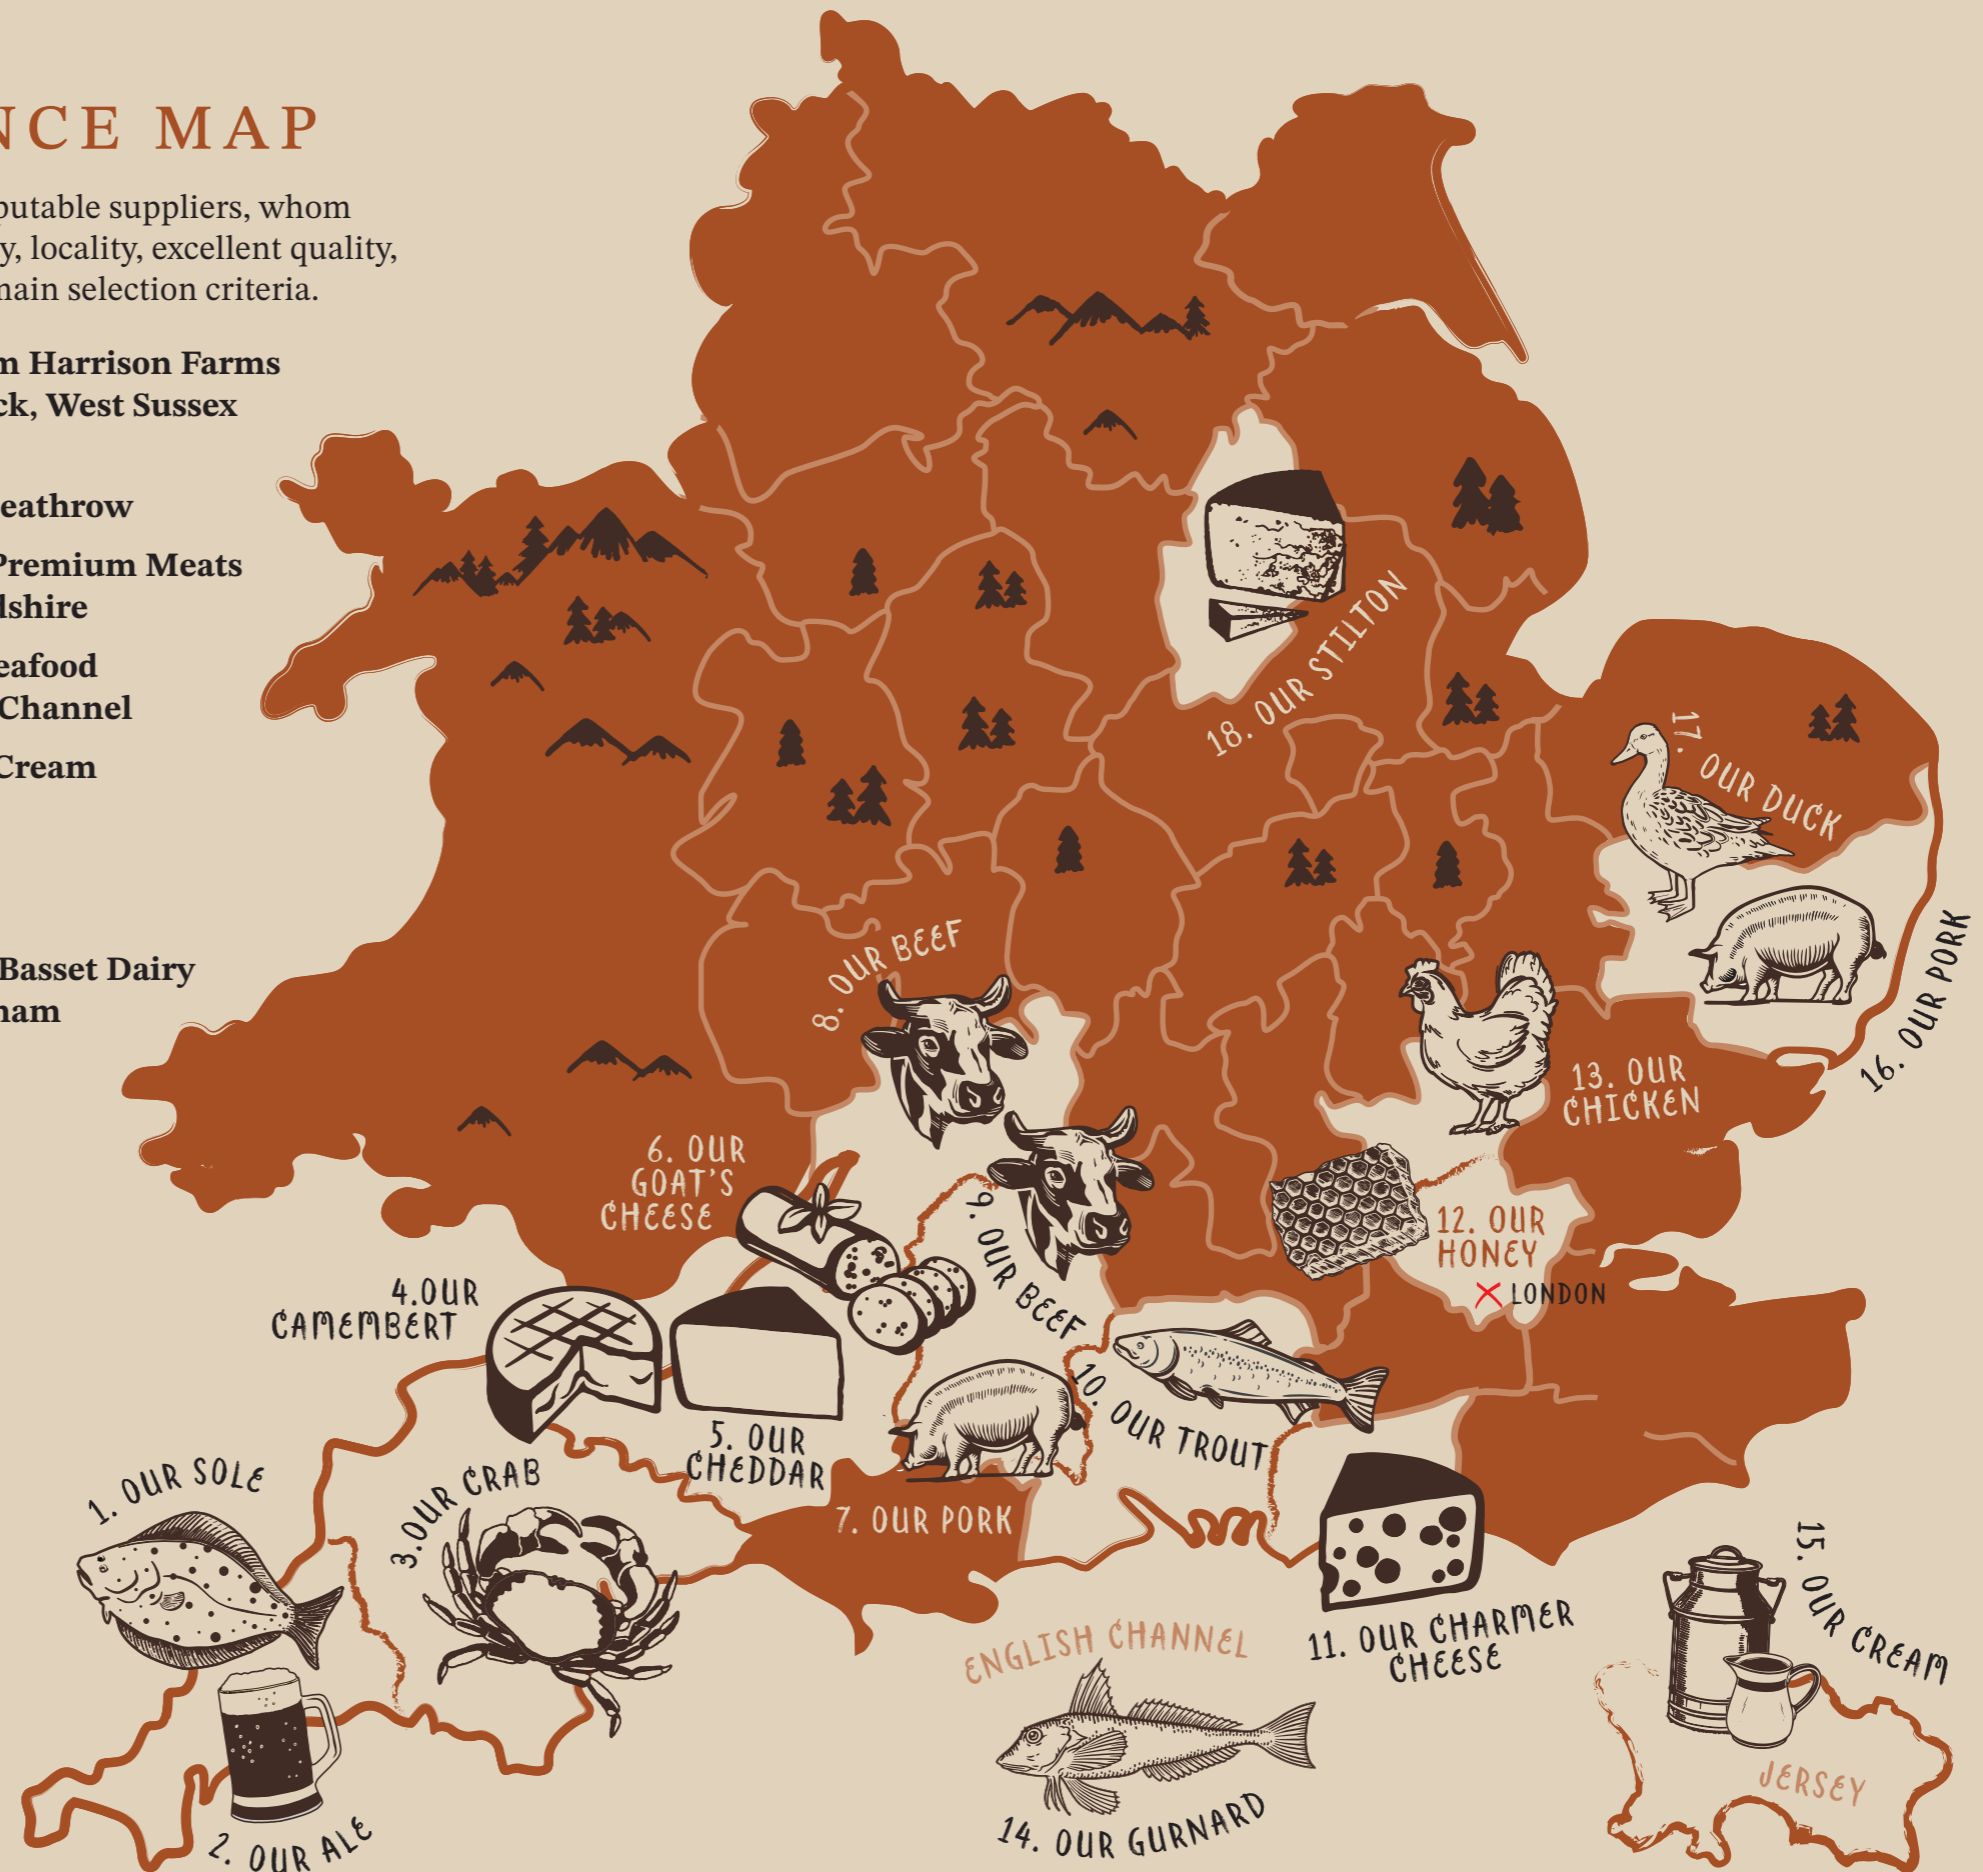 NCE MAP
putable suppliers, whom
y, locality, excellent quality,
main selection criteria.
m Harrison Farms
ck, West Sussex
eathrow
Premium Meats
dshire
eafood
Channel
Cream
Basset Dairy
ham
18. OUR STILTON
17. OUR DUCK
16. OUR PORK
8. OUR BEEF
13. OUR
CHICKEN
6. OUR
GOAT'S
CHEESE
9. OUR BEEF
12. OUR
HONEY
LONDON
4.OUR
CAMEMBERT
10. OUR TROUT
5. OUR
CHEDDAR
1. OUR SOLE
3.OUR CRAB
7. OUR PORK
15. OUR CREAM
ENGLISH CHANNEL
11. OUR CHARMER
CHEESE
JERSEY
14. OUR GURNARD
2. OUR ALE